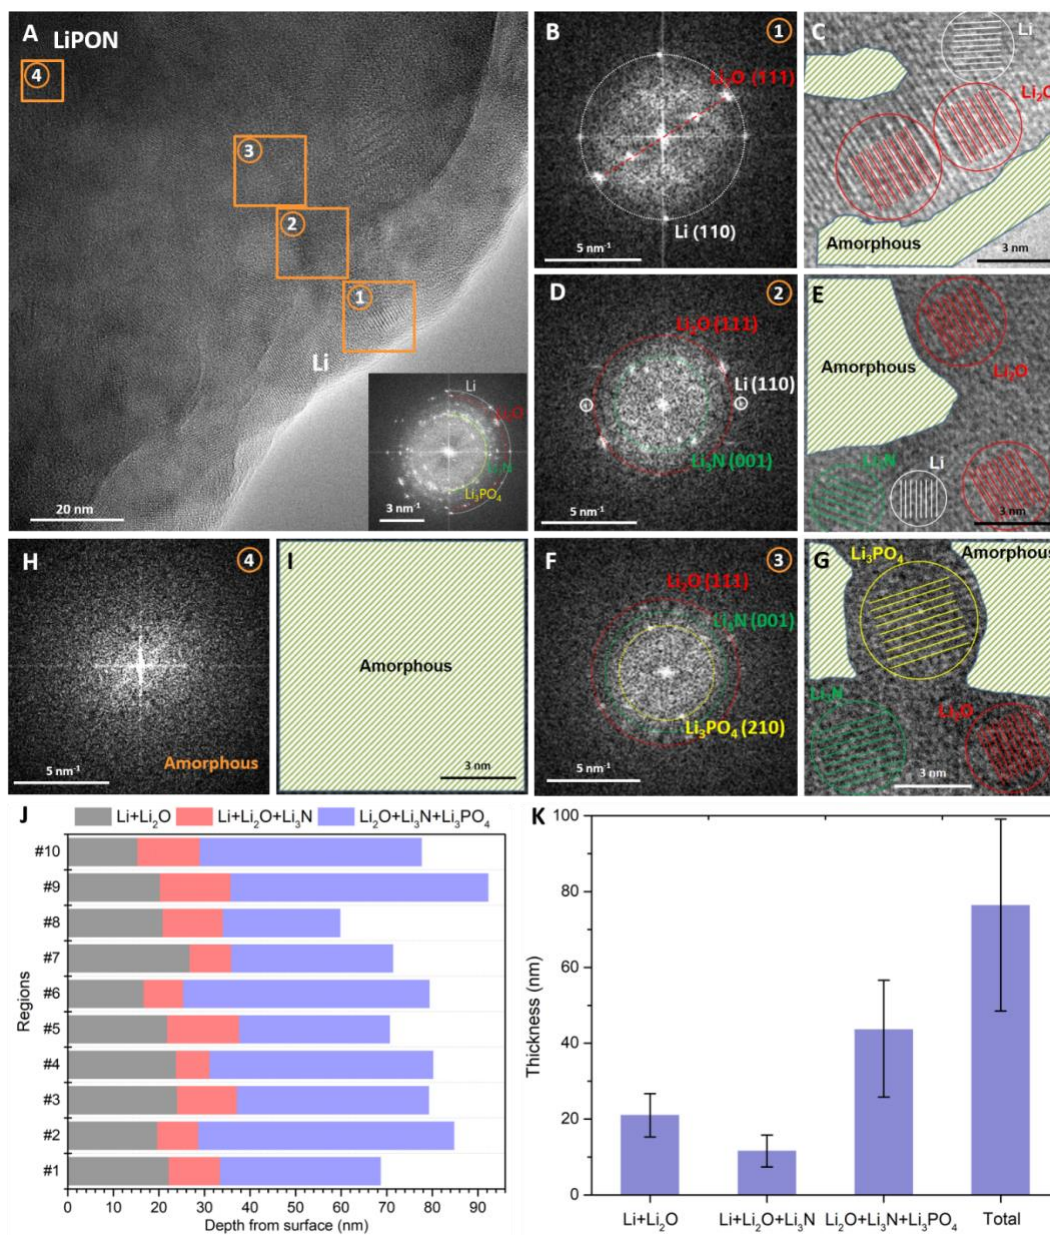 A
LiPON
4
3
2
1
Li
20 nm
Li
Li₂O
Li₃N
Li₃PO₄
3 nm⁻¹
B
1
Li₂O (111)
Li (110)
5 nm⁻¹
C
Li
Li₂O
Amorphous
3 nm
D
2
Li₂O (111)
Li (110)
Li₃N (001)
5 nm⁻¹
E
Amorphous
Li₂O
Li₃N
Li
3 nm
H
4
5 nm⁻¹
Amorphous
I
Amorphous
3 nm
F
3
Li₂O (111)
Li₃N (001)
Li₃PO₄ (210)
5 nm⁻¹
G
Li₃PO₄
Amorphous
Li₃N
Li₂O
3 nm
J
Li+Li₂O
Li+Li₂O+Li₃N
Li₂O+Li₃N+Li₃PO₄
#10
#9
#8
#7
#6
#5
#4
#3
#2
#1
Regions
0 10 20 30 40 50 60 70 80 90
Depth from surface (nm)
K
100
80
60
40
20
0
Thickness (nm)
Li+Li₂O Li+Li₂O+Li₃N Li₂O+Li₃N+Li₃PO₄ Total